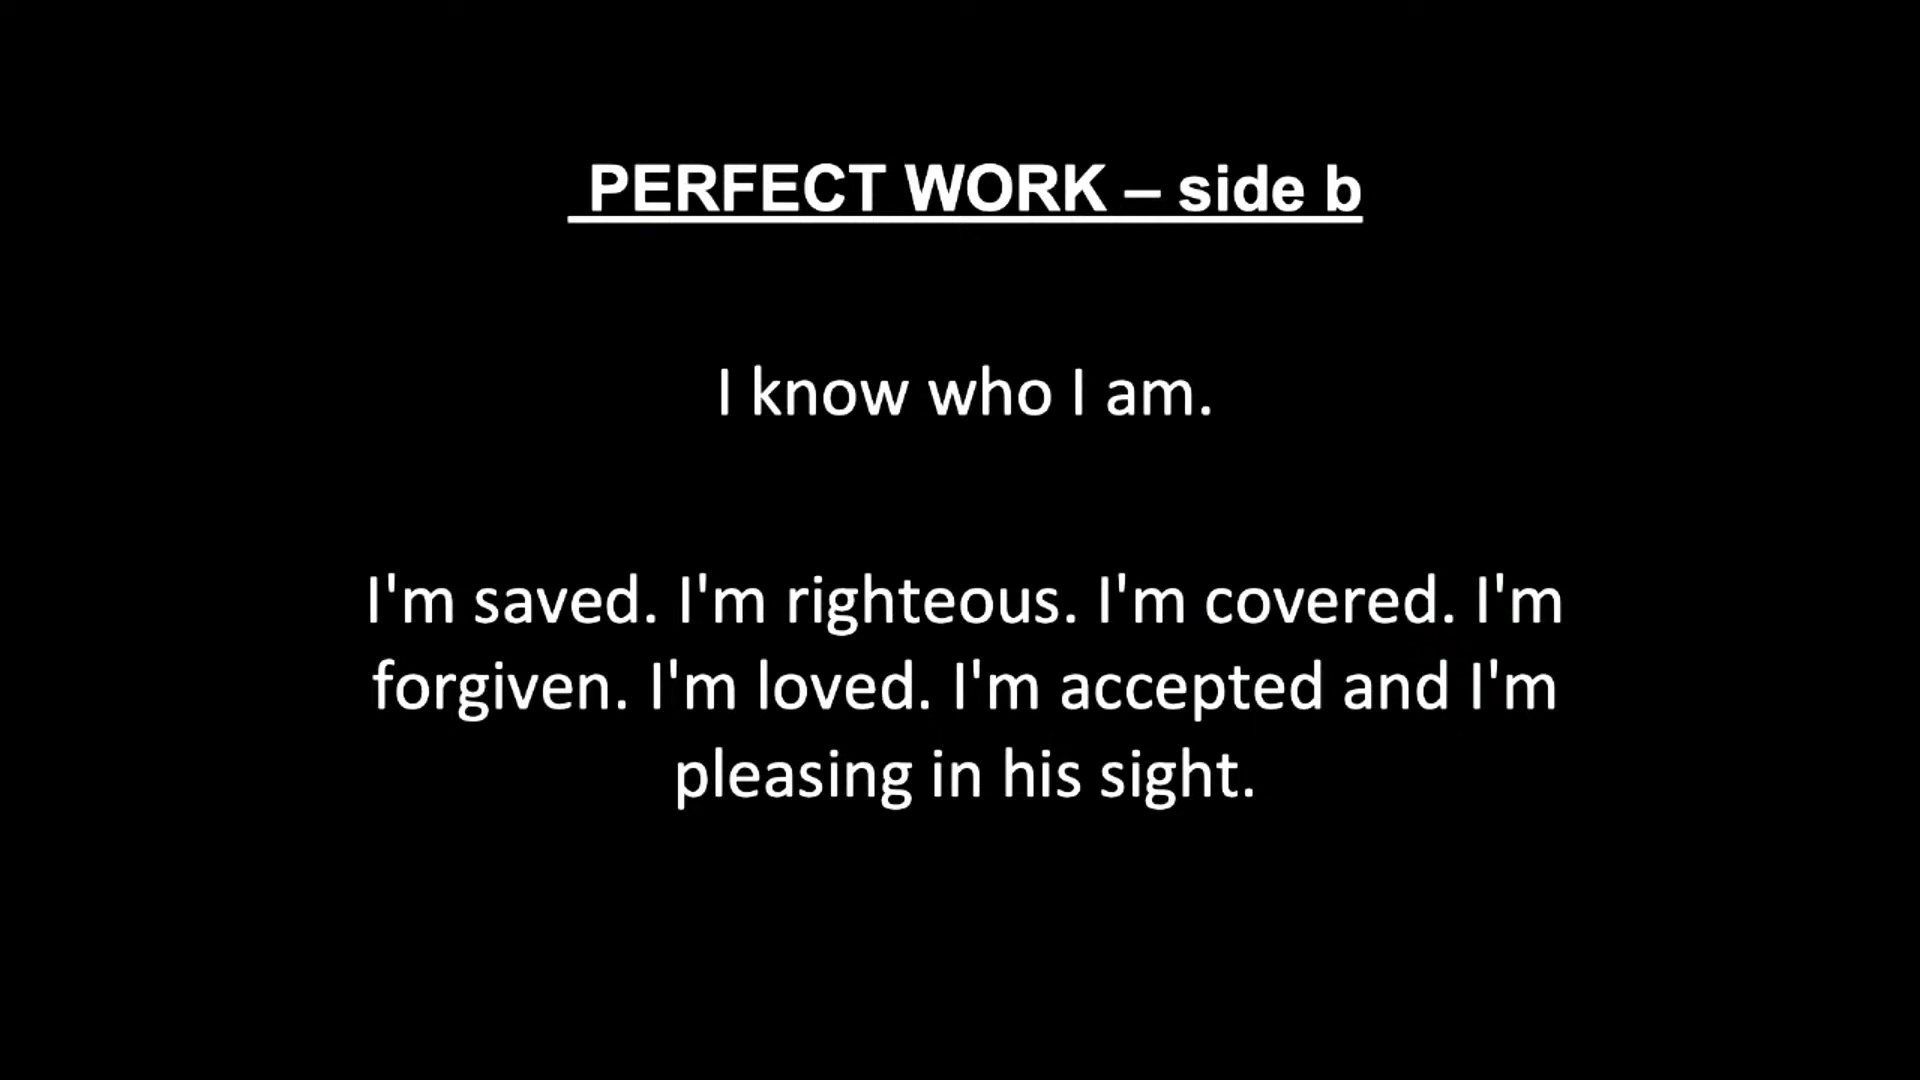 PERFECT WORK – side b
I know who I am.
I'm saved. I'm righteous. I'm covered. I'm
forgiven. I'm loved. I'm accepted and I'm
pleasing in his sight.